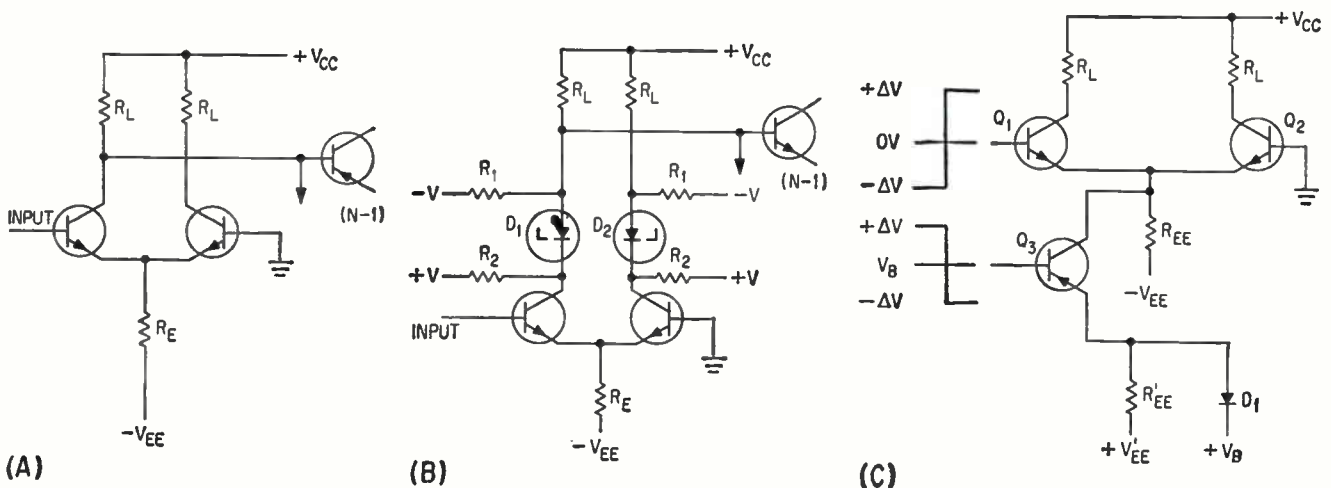 +VCC
RL
RL
INPUT
(N-1)
RE
-VEE
(A)
+VCC
RL
RL
(N-1)
R1
R1
-V
-V
D1
D2
R2
R2
+V
+V
INPUT
RE
-VEE
(B)
+VCC
RL
RL
+ΔV
0V
-ΔV
Q1
Q2
+ΔV
VB
-ΔV
Q3
REE
-VEE
R'EE
D1
+V'EE
+VB
(C)